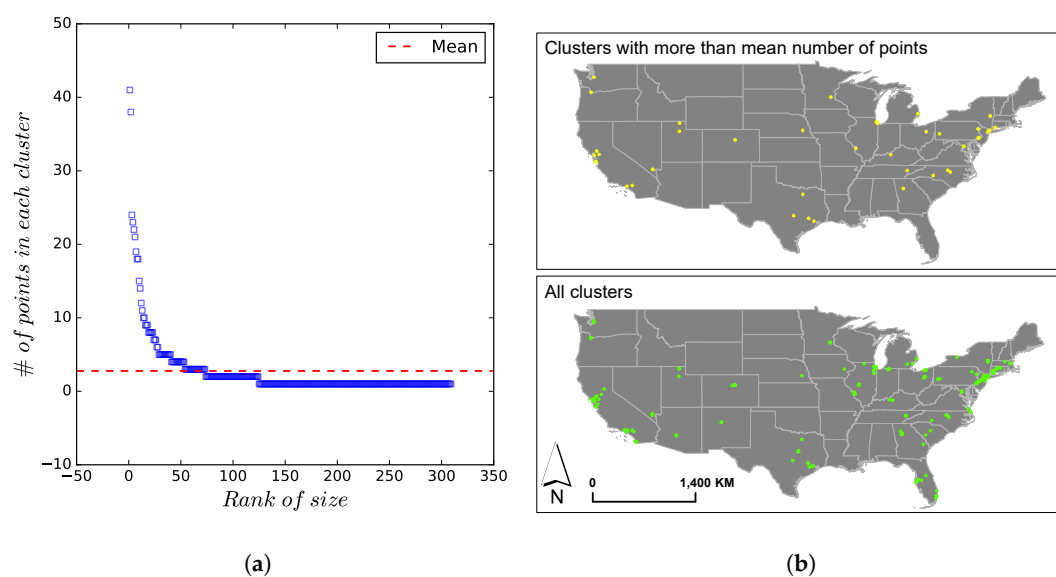 50
40
30
20
10
0
−10
# of points in each cluster
−50
0
50
100
150
200
250
300
350
Rank of size
Mean
(a)
Clusters with more than mean number of points
All clusters
N
0
1,400 KM
(b)